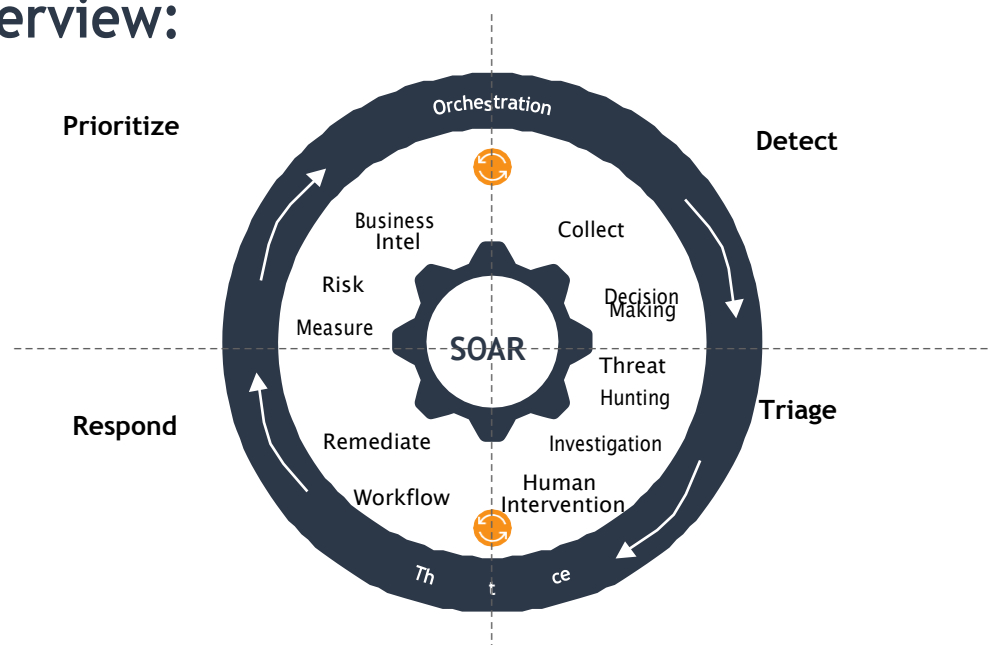 erview:
Orchestration
Prioritize
Detect
Business
Intel
Collect
Risk
Decision
Making
Measure
SOAR
Threat
Hunting
Respond
Triage
Remediate
Investigation
Workflow
Human
Intervention
Th t ce